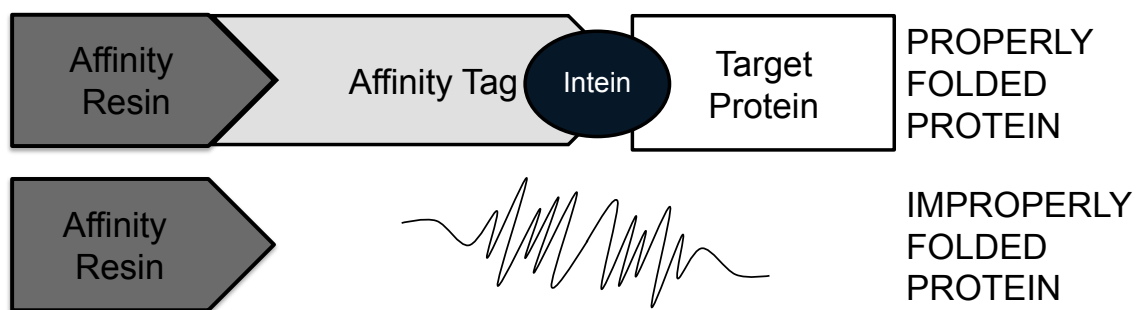 Affinity
Resin
Affinity Tag
Intein
Target
Protein
PROPERLY
FOLDED
PROTEIN
Affinity
Resin
IMPROPERLY
FOLDED
PROTEIN